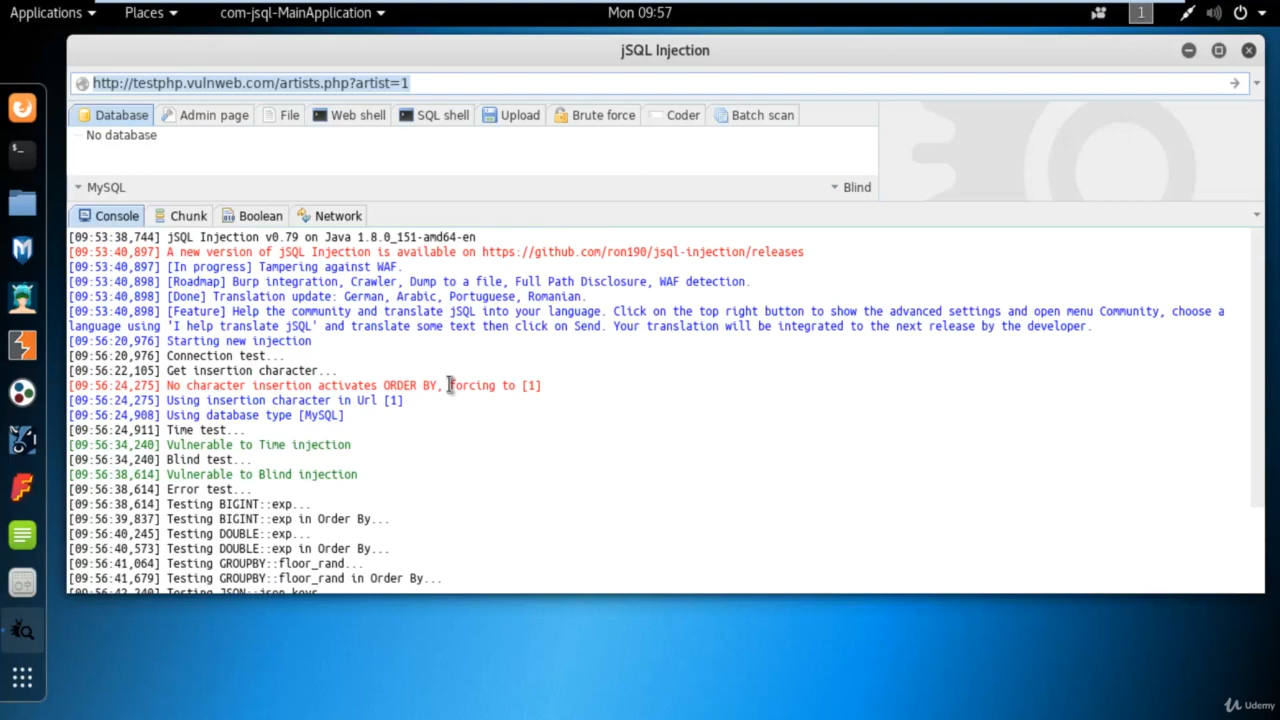 Applications Places com-jsql-MainApplication Mon 09:57 1
jSQL Injection
http://testphp.vulnweb.com/artists.php?artist=1
Database Admin page File Web shell SQL shell Upload Brute force Coder Batch scan
No database
MySQL Blind
Console Chunk Boolean Network
[09:53:38,744] jSQL Injection v0.79 on Java 1.8.0_151-amd64-en
[09:53:40,897] A new version of jSQL Injection is available on https://github.com/ron190/jsql-injection/releases
[09:53:40,897] [In progress] Tampering against WAF.
[09:53:40,898] [Roadmap] Burp integration, Crawler, Dump to a file, Full Path Disclosure, WAF detection.
[09:53:40,898] [Done] Translation update: German, Arabic, Portuguese, Romanian.
[09:53:40,898] [Feature] Help the community and translate jSQL into your language. Click on the top right button to show the advanced settings and open menu Community, choose a
language using 'I help translate jSQL' and translate some text then click on Send. Your translation will be integrated to the next release by the developer.
[09:56:20,976] Starting new injection
[09:56:20,976] Connection test...
[09:56:22,105] Get insertion character...
[09:56:24,275] No character insertion activates ORDER BY, forcing to [1]
[09:56:24,275] Using insertion character in Url [1]
[09:56:24,908] Using database type [MySQL]
[09:56:24,911] Time test...
[09:56:34,240] Vulnerable to Time injection
[09:56:34,240] Blind test...
[09:56:38,614] Vulnerable to Blind injection
[09:56:38,614] Error test...
[09:56:38,614] Testing BIGINT::exp...
[09:56:39,837] Testing BIGINT::exp in Order By...
[09:56:40,245] Testing DOUBLE::exp...
[09:56:40,573] Testing DOUBLE::exp in Order By...
[09:56:41,064] Testing GROUPBY::floor_rand...
[09:56:41,679] Testing GROUPBY::floor_rand in Order By...
[09:56:42,240] Testing JSON::json_keys
Udemy